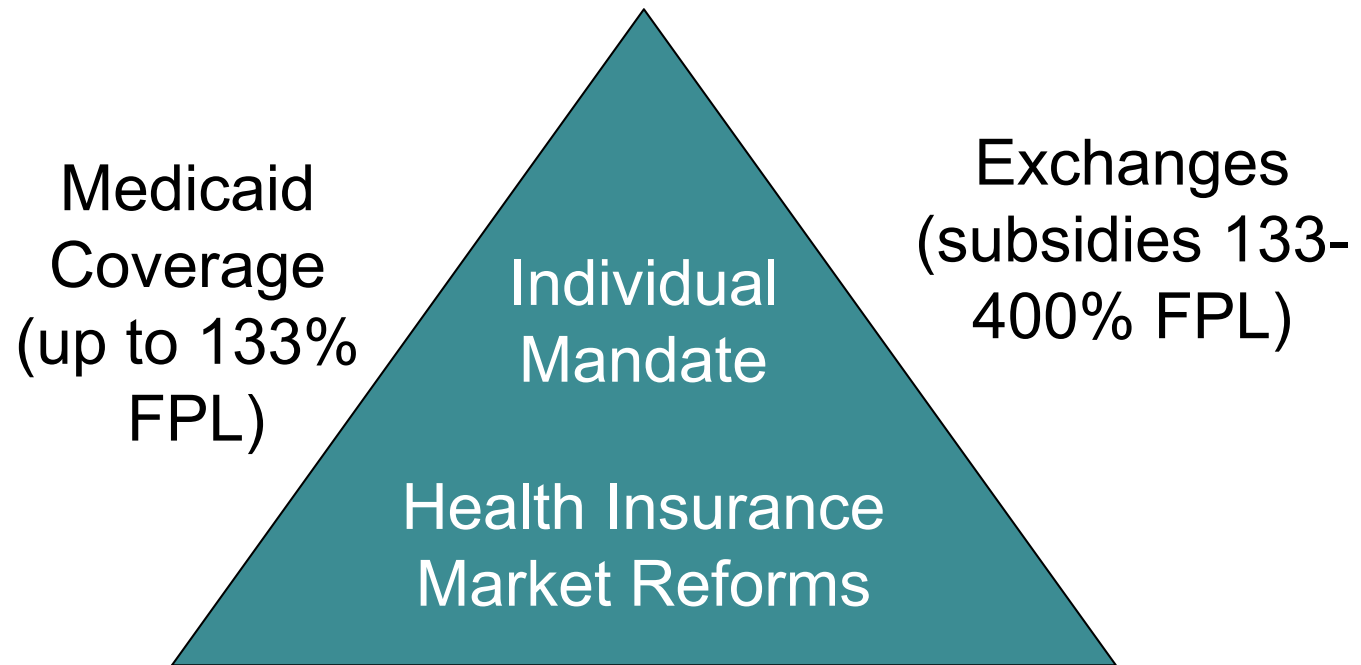 Medicaid
Coverage
(up to 133%
FPL)
Individual
Mandate
Health Insurance
Market Reforms
Exchanges
(subsidies 133-
400% FPL)